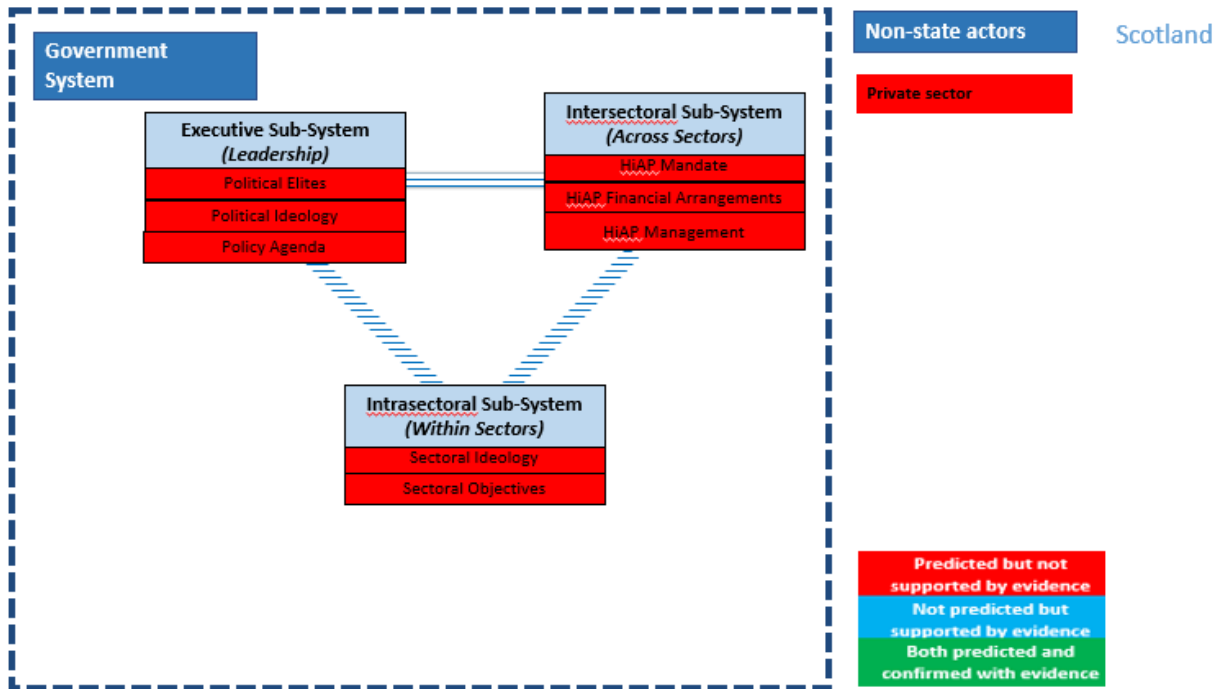 Government
System
Non-state actors
Scotland
Private sector
Executive Sub-System
(Leadership)
Political Elites
Political Ideology
Policy Agenda
Intersectoral Sub-System
(Across Sectors)
HiAP Mandate
HiAP Financial Arrangements
HiAP Management
Intrasectoral Sub-System
(Within Sectors)
Sectoral Ideology
Sectoral Objectives
Predicted but not
supported by evidence
Not predicted but
supported by evidence
Both predicted and
confirmed with evidence